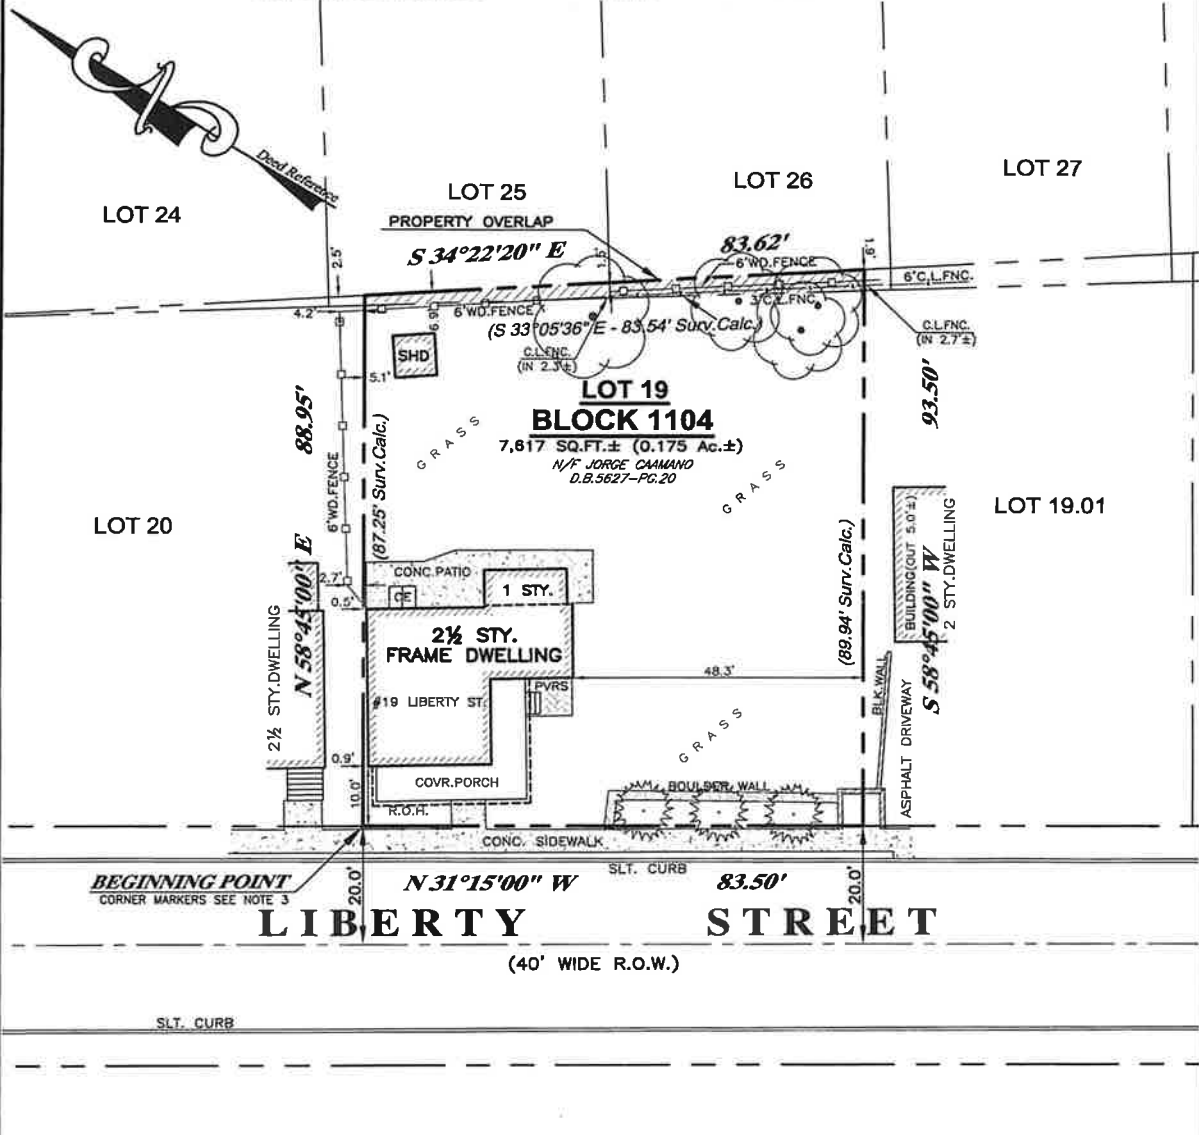 Deed Reference
LOT 24
LOT 25
LOT 26
LOT 27
PROPERTY OVERLAP
S 34°22'20" E
83.62'
2.5'
1.5'
1.9'
6'WD.FENCE
6'C.L.FNC.
4.2'
6.9'
6'WD.FENCE
3'C.L.FNC.
(S 33°05'36" E - 83.54' Surv.Calc.)
C.L.FNC.
(IN 2.7'±)
SHD
C.L.FNC.
(IN 2.3'±)
5.1'
LOT 19
BLOCK 1104
7,617 SQ.FT.± (0.175 Ac.±)
N/F JORGE CAAMANO
D.B.5627-PG.20
88.95'
(87.25' Surv.Calc.)
93.50'
GRASS
GRASS
6'WD.FENCE
LOT 20
LOT 19.01
N 58°45'00" E
BUILDING(OUT 5.0'±)
2 STY.DWELLING
S 58°45'00" W
(89.94' Surv.Calc.)
CONC.PATIO
2.7'
CE
1 STY.
0.5'
2½ STY.
FRAME DWELLING
2½ STY.DWELLING
#19 LIBERTY ST.
PVRS
48.3'
BLK.WALL
GRASS
ASPHALT DRIVEWAY
0.9'
COVR.PORCH
10.0'
R.O.H.
BOULDER WALL
CONC. SIDEWALK
SLT. CURB
BEGINNING POINT
CORNER MARKERS SEE NOTE 3
20.0'
N 31°15'00" W
83.50'
20.0'
LIBERTY STREET
(40' WIDE R.O.W.)
SLT. CURB